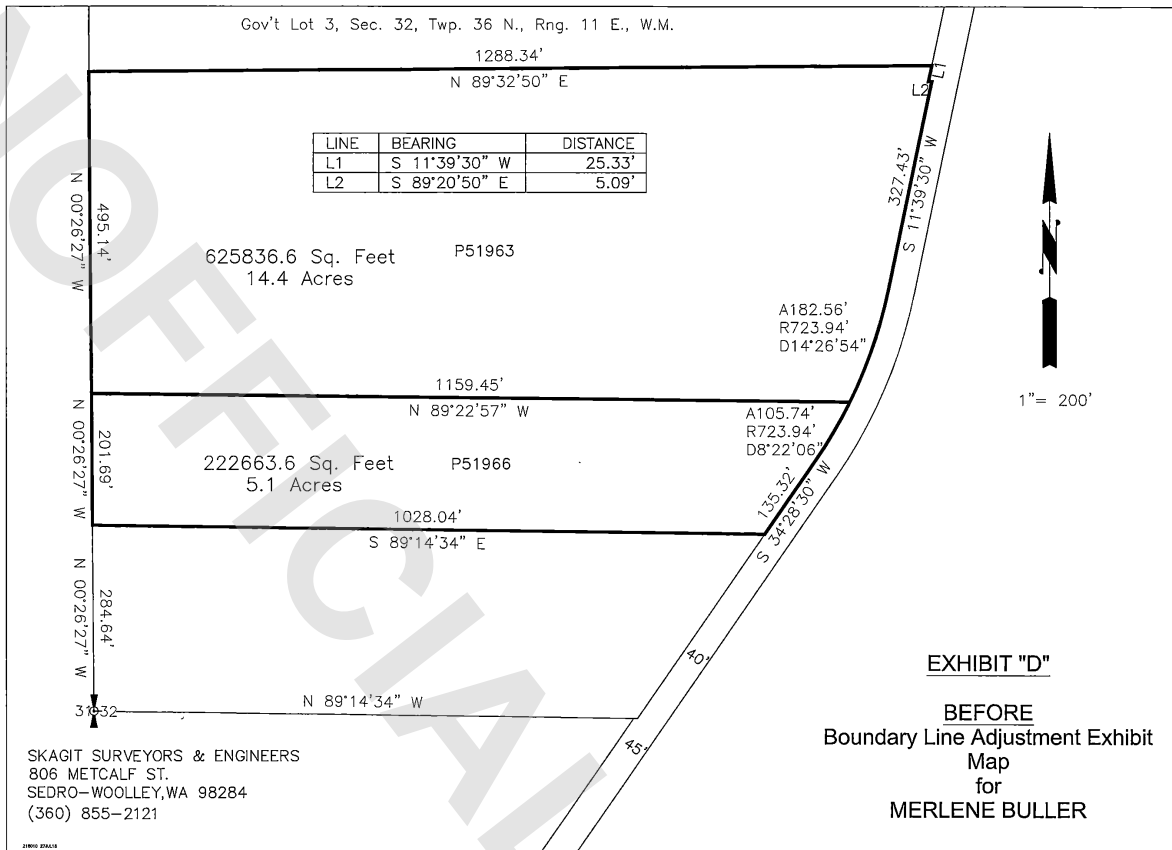 Gov't Lot 3, Sec. 32, Twp. 36 N., Rng. 11 E., W.M.
1288.34'
N 89°32'50" E
L1
L2
LINE BEARING DISTANCE
L1 S 11°39'30" W 25.33'
L2 S 89°20'50" E 5.09'
327.43'
S 11°39'30" W
495.14'
N 00°26'27" W
625836.6 Sq. Feet
14.4 Acres
P51963
A182.56'
R723.94'
D14°26'54"
1"= 200'
1159.45'
N 89°22'57" W
A105.74'
R723.94'
D8°22'06"
201.69'
N 00°26'27" W
222663.6 Sq. Feet
5.1 Acres
P51966
135.32'
S 34°28'30" W
1028.04'
S 89°14'34" E
284.64'
N 00°26'27" W
40'
45'
N 89°14'34" W
31 32
EXHIBIT "D"
BEFORE
Boundary Line Adjustment Exhibit
Map
for
MERLENE BULLER
SKAGIT SURVEYORS & ENGINEERS
806 METCALF ST.
SEDRO-WOOLLEY,WA 98284
(360) 855-2121
NOFFICIAL
N